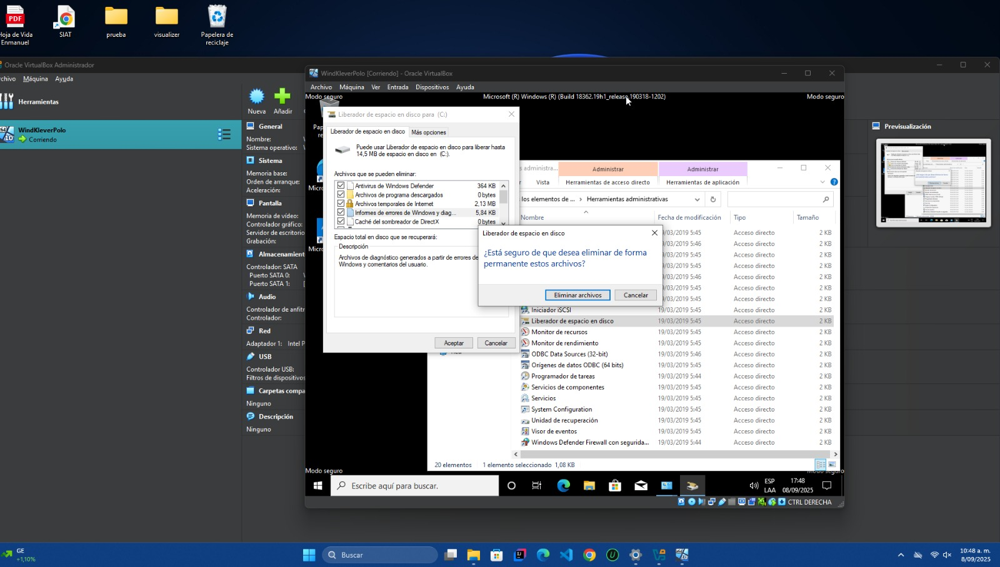 PDF
Hoja de Vida
Enmanuel
SIAT
prueba
visualizer
Papelera de
reciclaje
Oracle VirtualBox Administrador
rchivo
Máquina
Ayuda
Herramientas
Nueva
Añadir
WindKleverPolo
Corriendo
General
Nombre:
Sistema operativo:
Sistema
Memoria base:
Orden de arranque:
Aceleración:
Pantalla
Memoria de vídeo:
Controlador gráfico:
Servidor de escritorio
Grabación:
Almacenamient
Controlador: SATA
Puerto SATA 0:
Puerto SATA 1:
Audio
Controlador de anfitr
Controlador:
Red
Adaptador 1: Intel P
USB
Controlador USB:
Filtros de dispositivos
Carpetas compa
Ninguno
Descripción
Ninguno
Previsualización
WindKleverPolo [Corriendo] - Oracle VirtualBox
Archivo Máquina Ver Entrada Dispositivos Ayuda
Modo seguro
Microsoft (R) Windows (R) (Build 18362.19h1_release.190318-1202)
Modo seguro
Liberador de espacio en disco para (C:)
Liberador de espacio en disco Más opciones
Puede usar Liberador de espacio en disco para liberar hasta
14,5 MB de espacio en disco en (C:).
Archivos que se pueden eliminar:
Antivirus de Windows Defender 364 KB
Archivos de programa descargados 0 bytes
Archivos temporales de Internet 2,13 MB
Informes de errores de Windows y diag... 5,84 KB
Caché del sombreador de DirectX 0 bytes
Espacio total en disco que se recuperará:
Descripción
Archivos de diagnóstico generados a partir de errores de
Windows y comentarios del usuario.
Aceptar Cancelar
s administra...
Administrar
Administrar
Vista
Herramientas de acceso directo
Herramientas de aplicación
los elementos de ... > Herramientas administrativas
Nombre Fecha de modificación Tipo Tamaño
9/03/2019 5:45 Acceso directo 2 KB
9/03/2019 5:46 Acceso directo 2 KB
9/03/2019 5:45 Acceso directo 2 KB
9/03/2019 5:45 Acceso directo 2 KB
9/03/2019 5:46 Acceso directo 2 KB
9/03/2019 5:45 Acceso directo 2 KB
9/03/2019 5:45 Acceso directo 2 KB
Liberador de espacio en disco
¿Está seguro de que desea eliminar de forma
permanente estos archivos?
Eliminar archivos Cancelar
Iniciador iSCSI 19/03/2019 5:45 Acceso directo 2 KB
Liberador de espacio en disco 19/03/2019 5:45 Acceso directo 2 KB
Monitor de recursos 19/03/2019 5:45 Acceso directo 2 KB
Monitor de rendimiento 19/03/2019 5:45 Acceso directo 2 KB
ODBC Data Sources (32-bit) 19/03/2019 5:46 Acceso directo 2 KB
Orígenes de datos ODBC (64 bits) 19/03/2019 5:45 Acceso directo 2 KB
Programador de tareas 19/03/2019 5:44 Acceso directo 2 KB
Servicios de componentes 19/03/2019 5:45 Acceso directo 2 KB
Servicios 19/03/2019 5:45 Acceso directo 2 KB
System Configuration 19/03/2019 5:45 Acceso directo 2 KB
Unidad de recuperación 19/03/2019 5:45 Acceso directo 2 KB
Visor de eventos 19/03/2019 5:45 Acceso directo 2 KB
Windows Defender Firewall con segurida... 19/03/2019 5:44 Acceso directo 2 KB
20 elementos 1 elemento seleccionado 1,08 KB
Modo seguro
Modo seguro
Escribe aquí para buscar.
ESP
LAA
17:48
08/09/2025
CTRL DERECHA
GE
+1,10%
Buscar
10:48 a. m.
8/09/2025